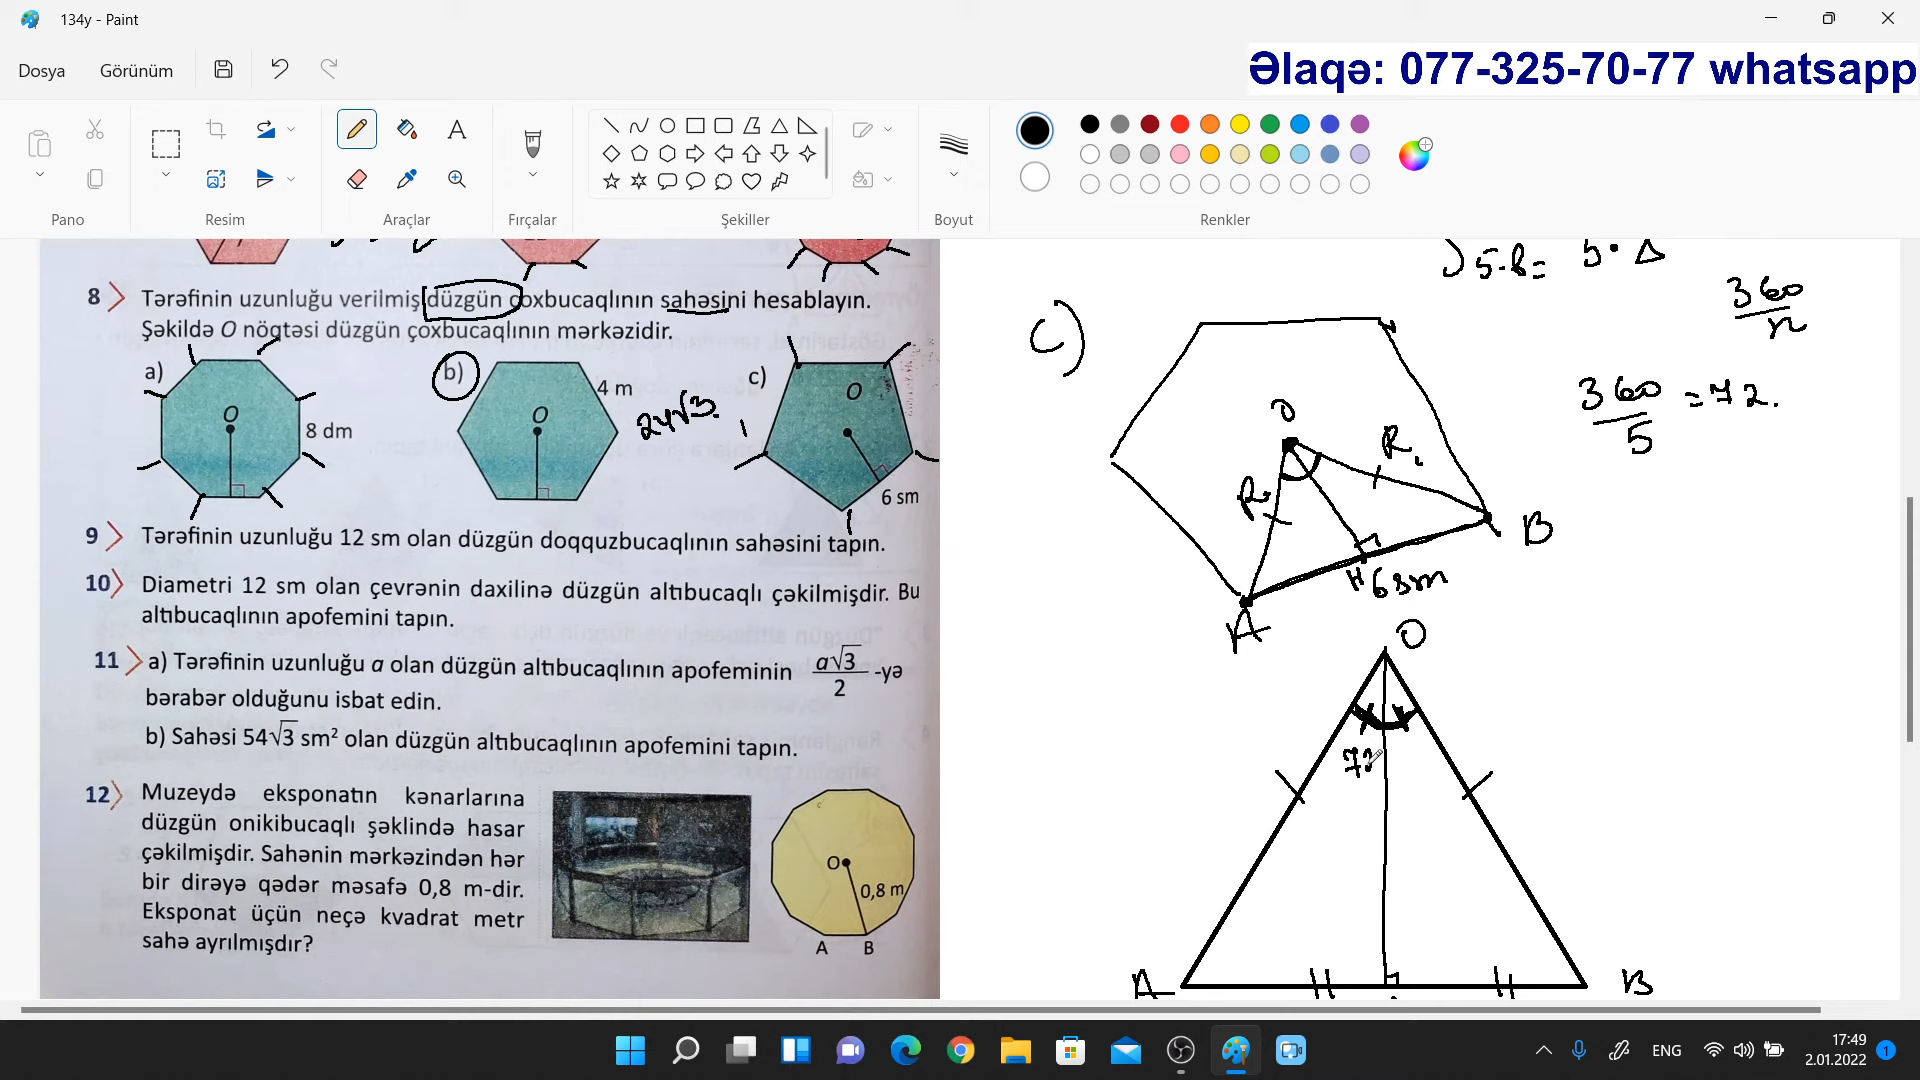 134y - Paint
Dosya
Görünüm
Əlaqə: 077-325-70-77 whatsapp
Pano
Resim
Araçlar
Fırçalar
Şekiller
Boyut
Renkler
8 Tərəfinin uzunluğu verilmiş düzgün çoxbucaqlının sahəsini hesablayın.
Şəkildə O nöqtəsi düzgün çoxbucaqlının mərkəzidir.
a)
O
8 dm
b)
O
4 m
24√3
c)
O
6 sm
9 Tərəfinin uzunluğu 12 sm olan düzgün doqquzbucaqlının sahəsini tapın.
10 Diametri 12 sm olan çevrənin daxilinə düzgün altıbucaqlı çəkilmişdir. Bu
altıbucaqlının apofemini tapın.
11 a) Tərəfinin uzunluğu a olan düzgün altıbucaqlının apofeminin a√3/2 -yə
bərabər olduğunu isbat edin.
b) Sahəsi 54√3 sm² olan düzgün altıbucaqlının apofemini tapın.
12 Muzeydə eksponatın kənarlarına
düzgün onikibucaqlı şəklində hasar
çəkilmişdir. Sahənin mərkəzindən hər
bir dirəyə qədər məsafə 0,8 m-dir.
Eksponat üçün neçə kvadrat metr
sahə ayrılmışdır?
O
0,8 m
A B
c)
360/n
360/5 = 72.
O
R
R
H 6sm
A
B
O
72
A
B
ENG
17:49
2.01.2022
1